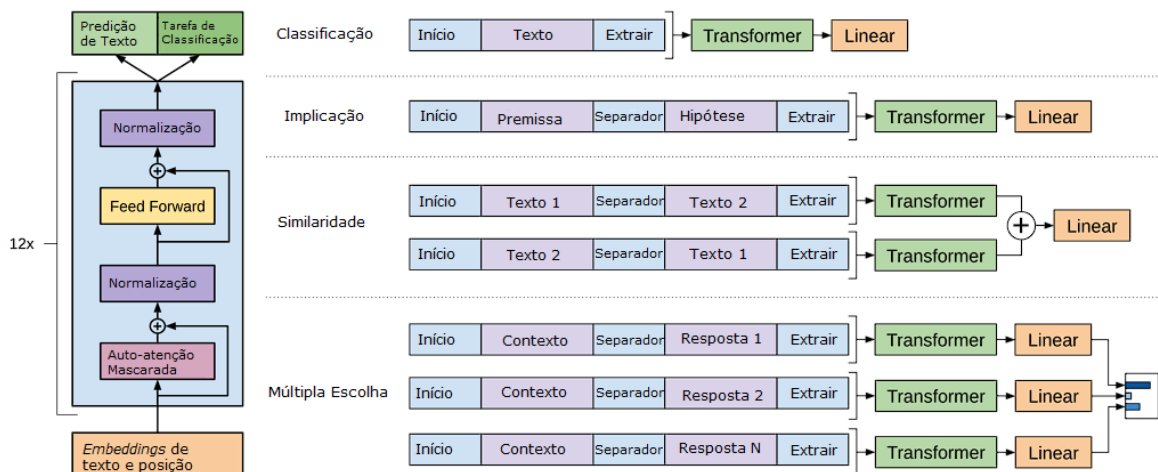 Predição
de Texto
Tarefa de
Classificação
12x
Normalização
+
Feed Forward
Normalização
+
Auto-atenção
Mascarada
Embeddings de
texto e posição
Classificação
Início Texto Extrair Transformer Linear
Implicação
Início Premissa Separador Hipótese Extrair Transformer Linear
Similaridade
Início Texto 1 Separador Texto 2 Extrair Transformer
+ Linear
Início Texto 2 Separador Texto 1 Extrair Transformer
Múltipla Escolha
Início Contexto Separador Resposta 1 Extrair Transformer Linear
Início Contexto Separador Resposta 2 Extrair Transformer Linear
Início Contexto Separador Resposta N Extrair Transformer Linear